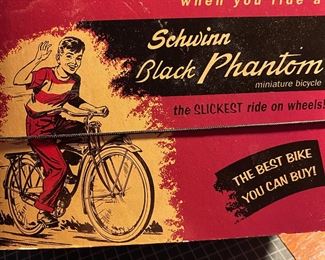 when you ride a
Schwinn
Black Phantom
miniature bicycle
the SLICKEST ride on wheels!
THE BEST BIKE
YOU CAN BUY!